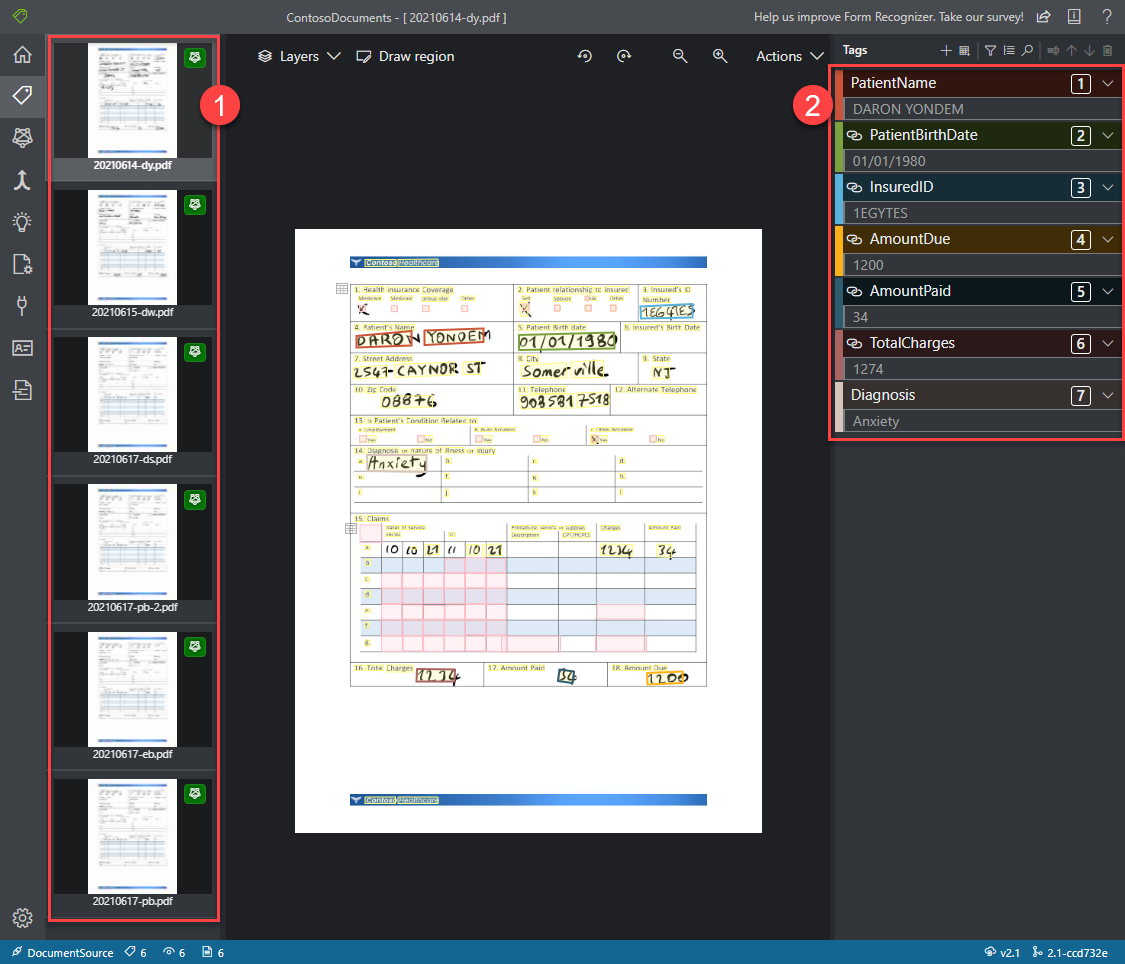 ContosoDocuments - [ 20210614-dy.pdf ]
Help us improve Form Recognizer. Take our survey!
1
20210614-dy.pdf
20210615-dw.pdf
20210617-ds.pdf
20210617-pb-2.pdf
20210617-eb.pdf
20210617-pb.pdf
Layers
Draw region
Actions
Contoso Healthcare
1. Health Insurance Coverage
2. Patient relationship to insured
3. Insured's ID
Number
Medicare Medicaid Group plan Other
Self Spouse Child Other
1EG4TES
4. Patient's Name
5. Patient Birth date
6. Insured's Birth Date
DARON YONDEM
01/01/1980
7. Street Address
8. City
9. State
2547- CAYNOR ST
Somerville.
NJ
10. Zip Code
11. Telephone
12. Alternate Telephone
08876
9085817518
13. Is Patient's Condition Related to:
a. Employment
b. Auto Accident
c. Other Accident
Yes No
Yes No
Yes No
14. Diagnosis or nature of illness or injury
a. Anxiety b. c. d.
e. f. g. h.
i. j. k. l.
15. Claims
Dates of service
Procedure, service or supplies
Charges
Amount Paid
From
To
Description
CPT/HCPCS
a. 10 10 21 11 10 21 1234 34
b
c.
d
e.
f.
g.
16. Total Charges 1234
17. Amount Paid 34
18. Amount Due 1200
Contoso Healthcare
Tags
2
PatientName 1
DARON YONDEM
PatientBirthDate 2
01/01/1980
InsuredID 3
1EGYTES
AmountDue 4
1200
AmountPaid 5
34
TotalCharges 6
1274
Diagnosis 7
Anxiety
DocumentSource 6 6 6
v2.1 2.1-ccd732e